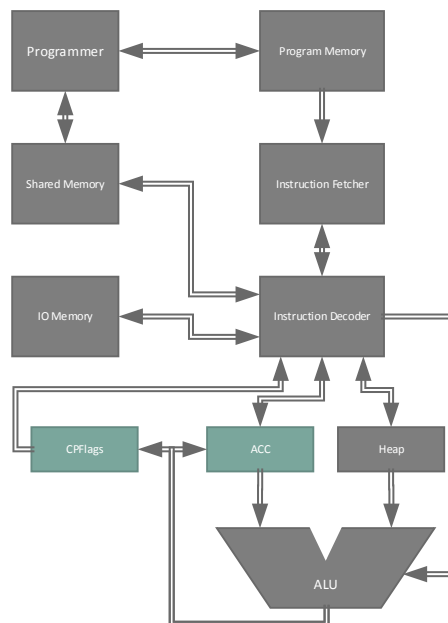 Programmer
Program Memory
Shared Memory
Instruction Fetcher
IO Memory
Instruction Decoder
CPFlags
ACC
Heap
ALU